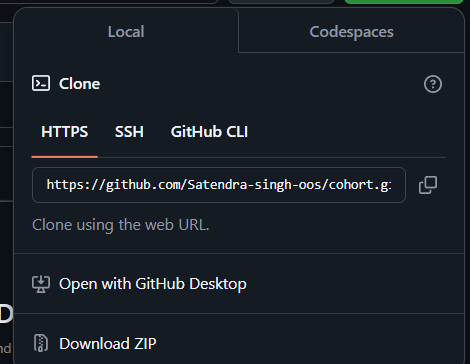 Local
Codespaces
Clone
HTTPS
SSH
GitHub CLI
https://github.com/Satendra-singh-oos/cohort.g
Clone using the web URL.
Open with GitHub Desktop
D
nd
Download ZIP